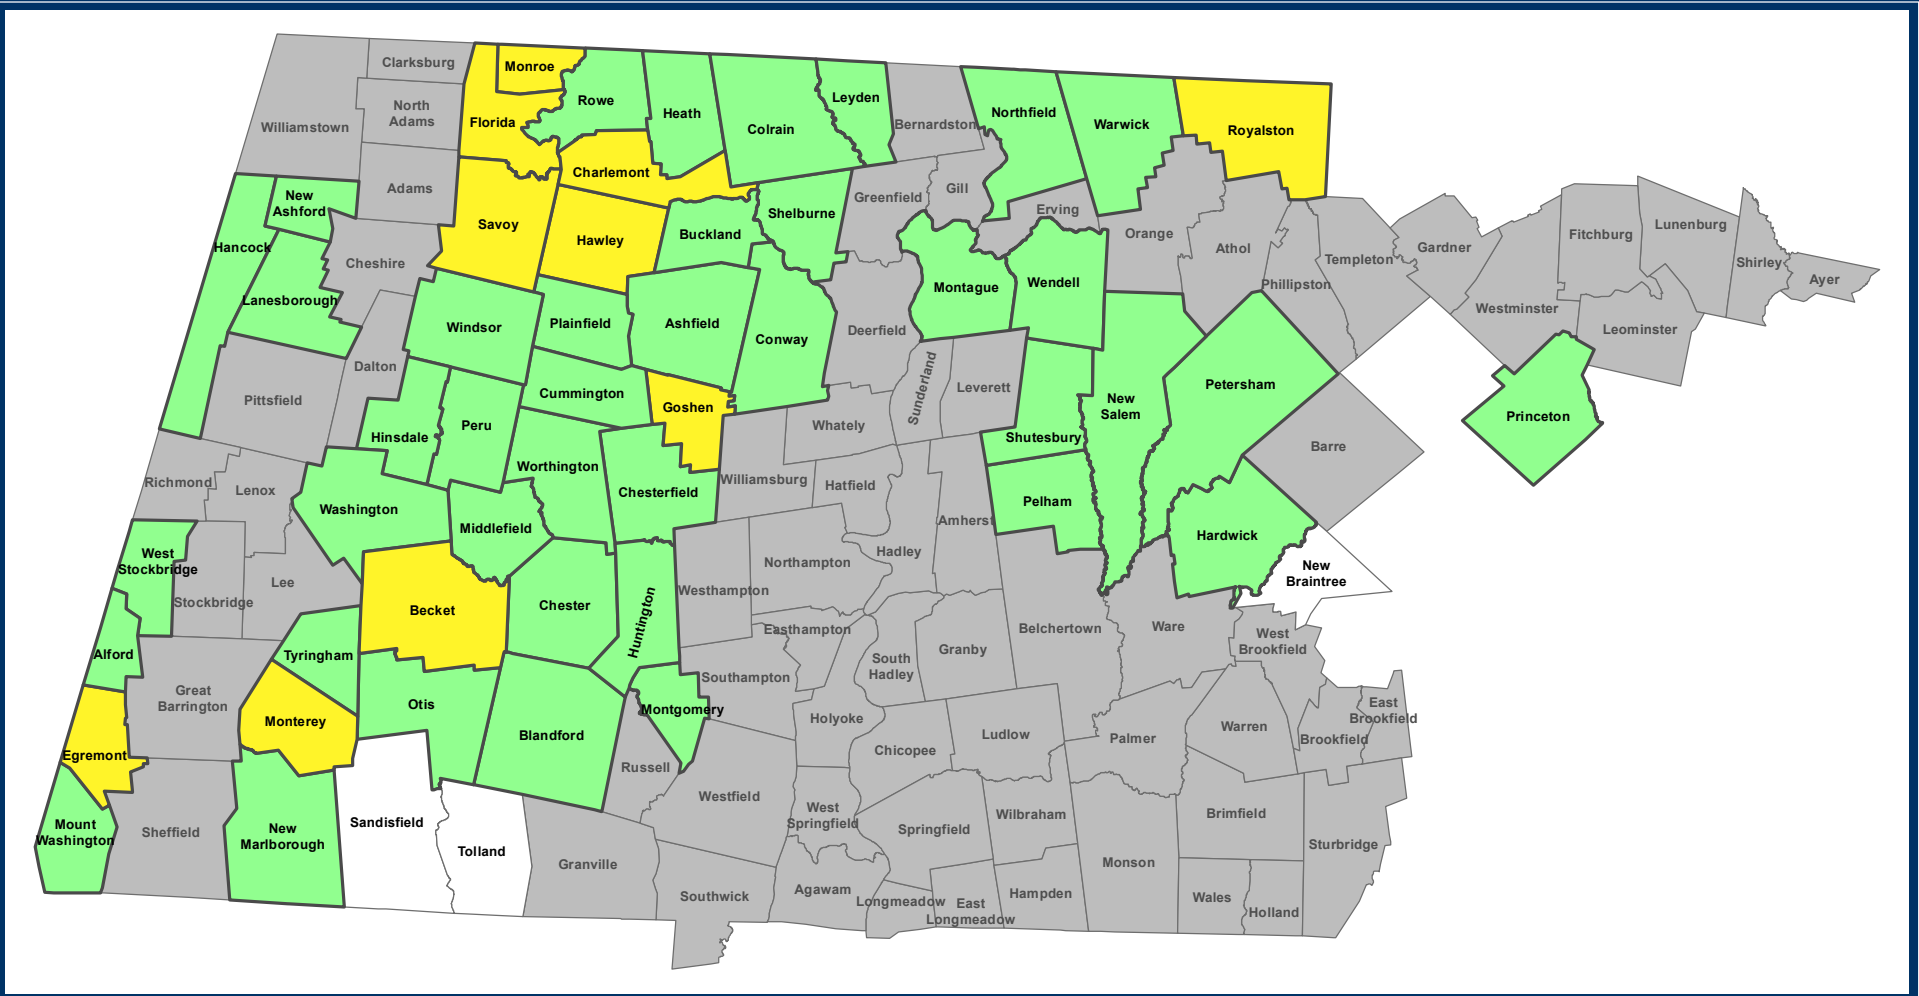 Clarksburg
Monroe
North
Adams
Williamstown
Florida
Rowe
Heath
Colrain
Leyden
Bernardston
Northfield
Warwick
Royalston
Adams
Charlemont
New
Ashford
Savoy
Hawley
Buckland
Shelburne
Greenfield
Gill
Erving
Orange
Athol
Hancock
Cheshire
Lanesborough
Windsor
Plainfield
Ashfield
Conway
Deerfield
Montague
Wendell
Phillipston
Templeton
Gardner
Westminster
Fitchburg
Lunenburg
Leominster
Shirley
Ayer
Pittsfield
Dalton
Hinsdale
Peru
Cummington
Goshen
Whately
Sunderland
Leverett
Shutesbury
New
Salem
Petersham
Barre
Princeton
Richmond
Lenox
Washington
Middlefield
Worthington
Chesterfield
Williamsburg
Hatfield
Amherst
Pelham
Hardwick
New
Braintree
West
Stockbridge
Stockbridge
Lee
Becket
Chester
Huntington
Westhampton
Northampton
Hadley
Easthampton
Belchertown
Ware
West
Brookfield
Alford
Great
Barrington
Tyringham
Monterey
Otis
Blandford
Montgomery
Southampton
South
Hadley
Granby
Holyoke
Chicopee
Ludlow
Palmer
Warren
Brookfield
East
Brookfield
Egremont
Mount
Washington
Sheffield
New
Marlborough
Sandisfield
Tolland
Granville
Russell
Westfield
Southwick
West
Springfield
Agawam
Springfield
Longmeadow
East
Longmeadow
Wilbraham
Hampden
Monson
Brimfield
Wales
Holland
Sturbridge